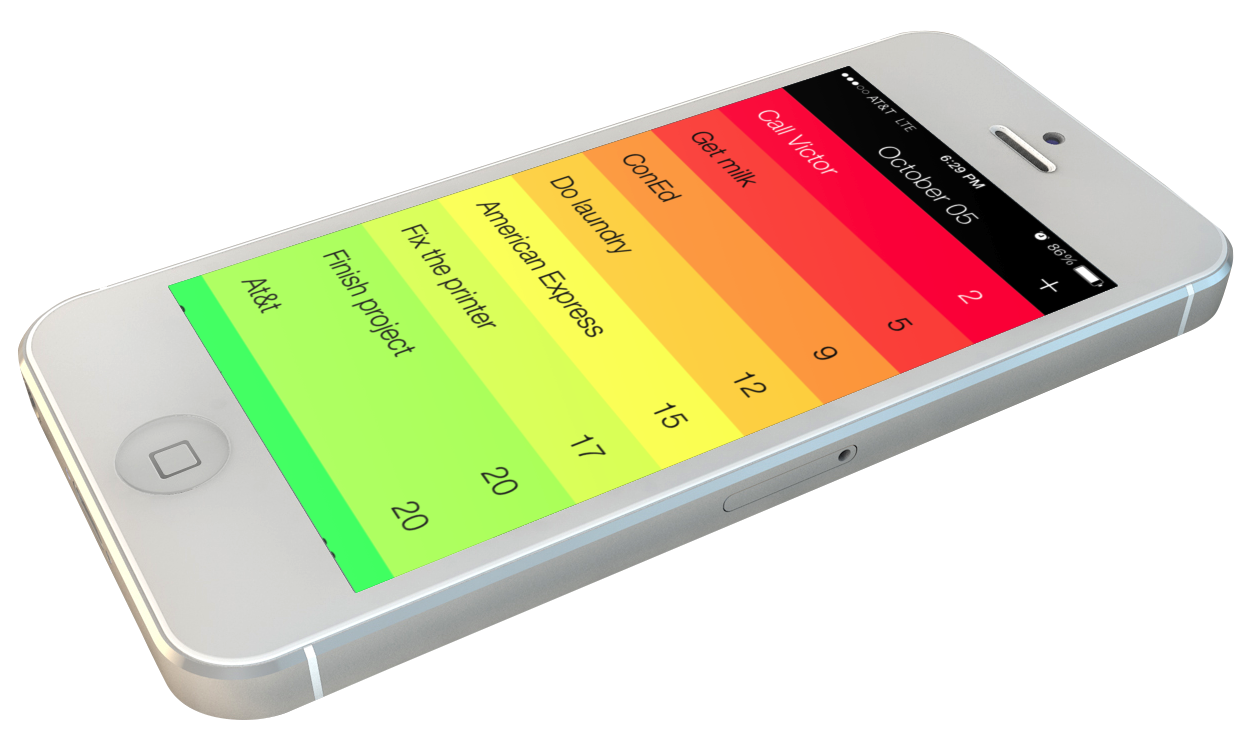 AT&T LTE 6:29 PM 86%
October 05 +
Call Victor 2
Get milk 5
ConEd 9
Do laundry 12
American Express 15
Fix the printer 17
Finish project 20
At&t 20